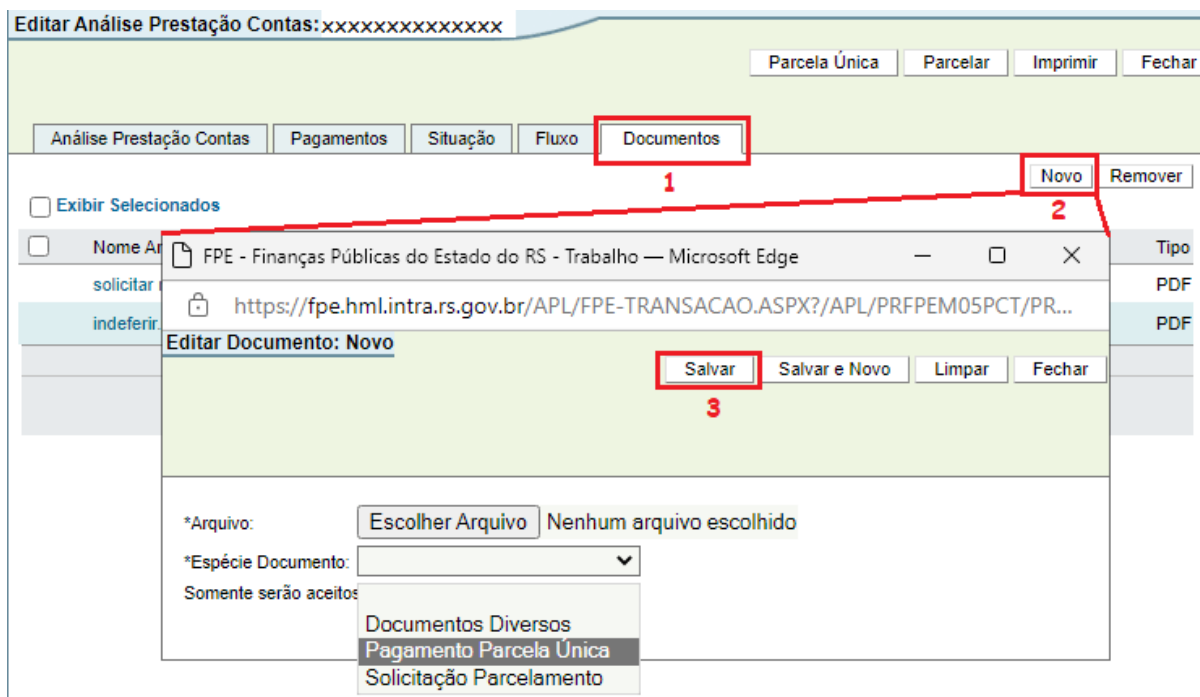 Editar Análise Prestação Contas: xxxxxxxxxxxxxx
Parcela Única Parcelar Imprimir Fechar
Análise Prestação Contas Pagamentos Situação Fluxo Documentos
1
Novo Remover
2
Exibir Selecionados
Nome Ar Tipo
FPE - Finanças Públicas do Estado do RS - Trabalho — Microsoft Edge
solicitar PDF
https://fpe.hml.intra.rs.gov.br/APL/FPE-TRANSACAO.ASPX?/APL/PRFPEM05PCT/PR...
indeferir. PDF
Editar Documento: Novo
Salvar Salvar e Novo Limpar Fechar
3
*Arquivo: Escolher Arquivo Nenhum arquivo escolhido
*Espécie Documento:
Somente serão aceitos
Documentos Diversos
Pagamento Parcela Única
Solicitação Parcelamento